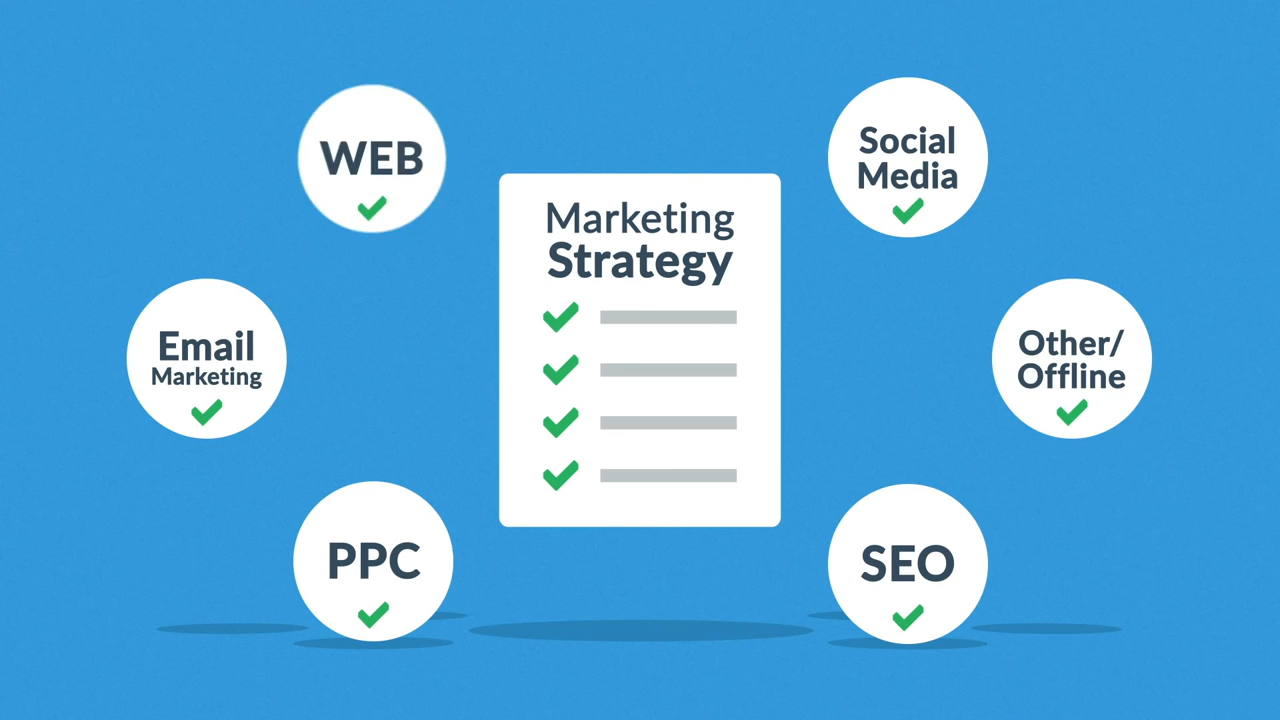 WEB
Social
Media
Marketing
Strategy
Email
Marketing
Other/
Offline
PPC
SEO